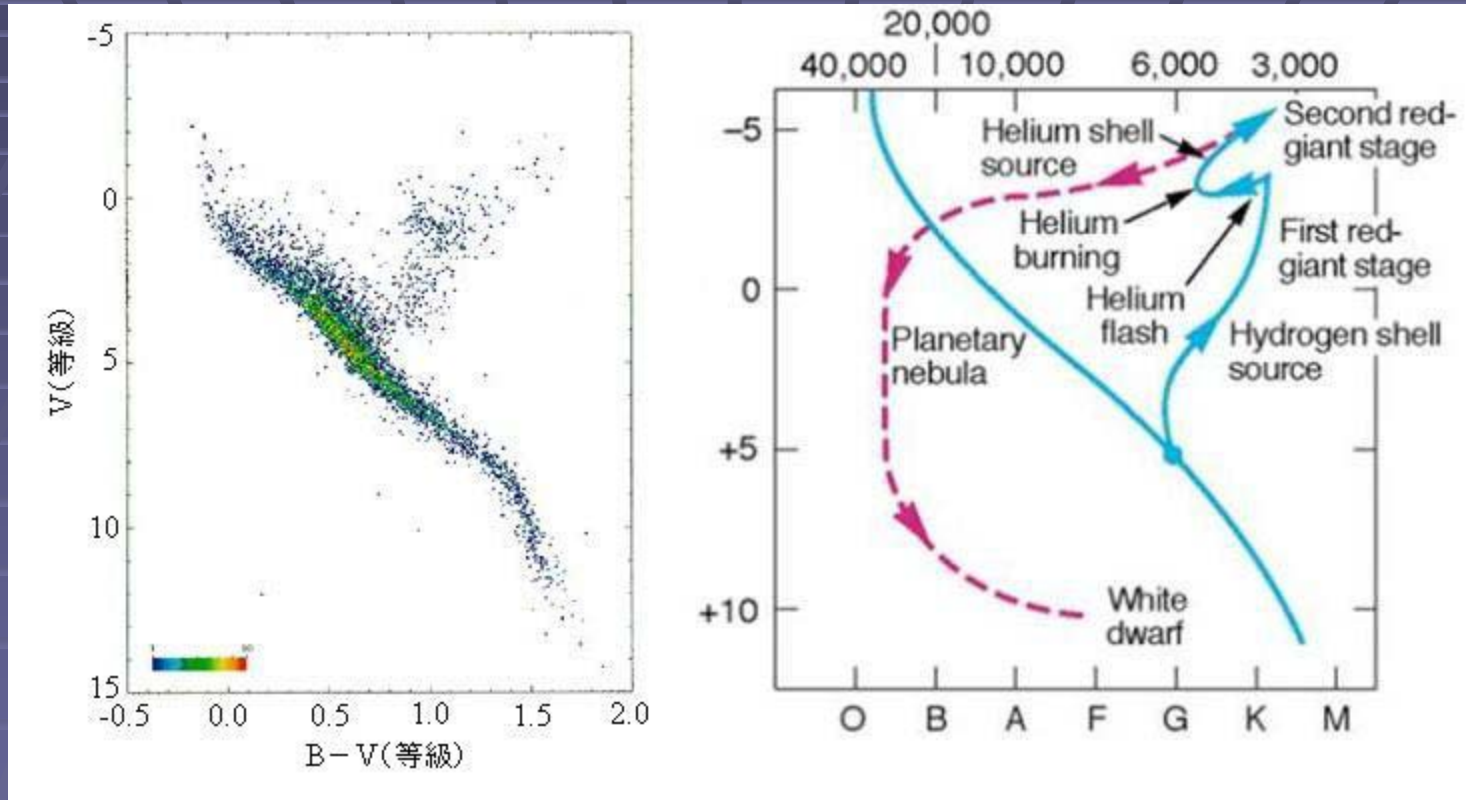 -5
0
5
10
15
V(等級)
-0.5 0.0 0.5 1.0 1.5 2.0
B－V(等級)
20,000
40,000 10,000 6,000 3,000
-5
0
+5
+10
Helium shell
source
Second red-
giant stage
Helium
burning
First red-
giant stage
Helium
flash
Planetary
nebula
Hydrogen shell
source
White
dwarf
O B A F G K M